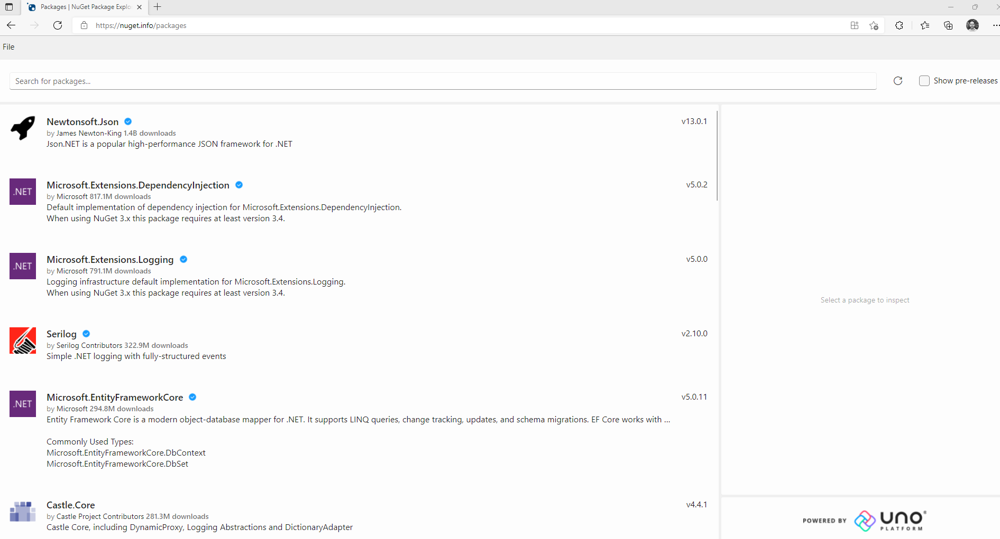 Packages | NuGet Package Explo
https://nuget.info/packages
File
Search for packages...
Show pre-releases
Newtonsoft.Json
v13.0.1
by James Newton-King 1.4B downloads
Json.NET is a popular high-performance JSON framework for .NET
.NET
Microsoft.Extensions.DependencyInjection
v5.0.2
by Microsoft 817.1M downloads
Default implementation of dependency injection for Microsoft.Extensions.DependencyInjection.
When using NuGet 3.x this package requires at least version 3.4.
.NET
Microsoft.Extensions.Logging
v5.0.0
by Microsoft 791.1M downloads
Logging infrastructure default implementation for Microsoft.Extensions.Logging.
When using NuGet 3.x this package requires at least version 3.4.
Select a package to inspect
Serilog
v2.10.0
by Serilog Contributors 322.9M downloads
Simple .NET logging with fully-structured events
.NET
Microsoft.EntityFrameworkCore
v5.0.11
by Microsoft 294.8M downloads
Entity Framework Core is a modern object-database mapper for .NET. It supports LINQ queries, change tracking, updates, and schema migrations. EF Core works with ...
Commonly Used Types:
Microsoft.EntityFrameworkCore.DbContext
Microsoft.EntityFrameworkCore.DbSet
Castle.Core
v4.4.1
by Castle Project Contributors 281.3M downloads
Castle Core, including DynamicProxy, Logging Abstractions and DictionaryAdapter
POWERED BY
UNO®
PLATFORM